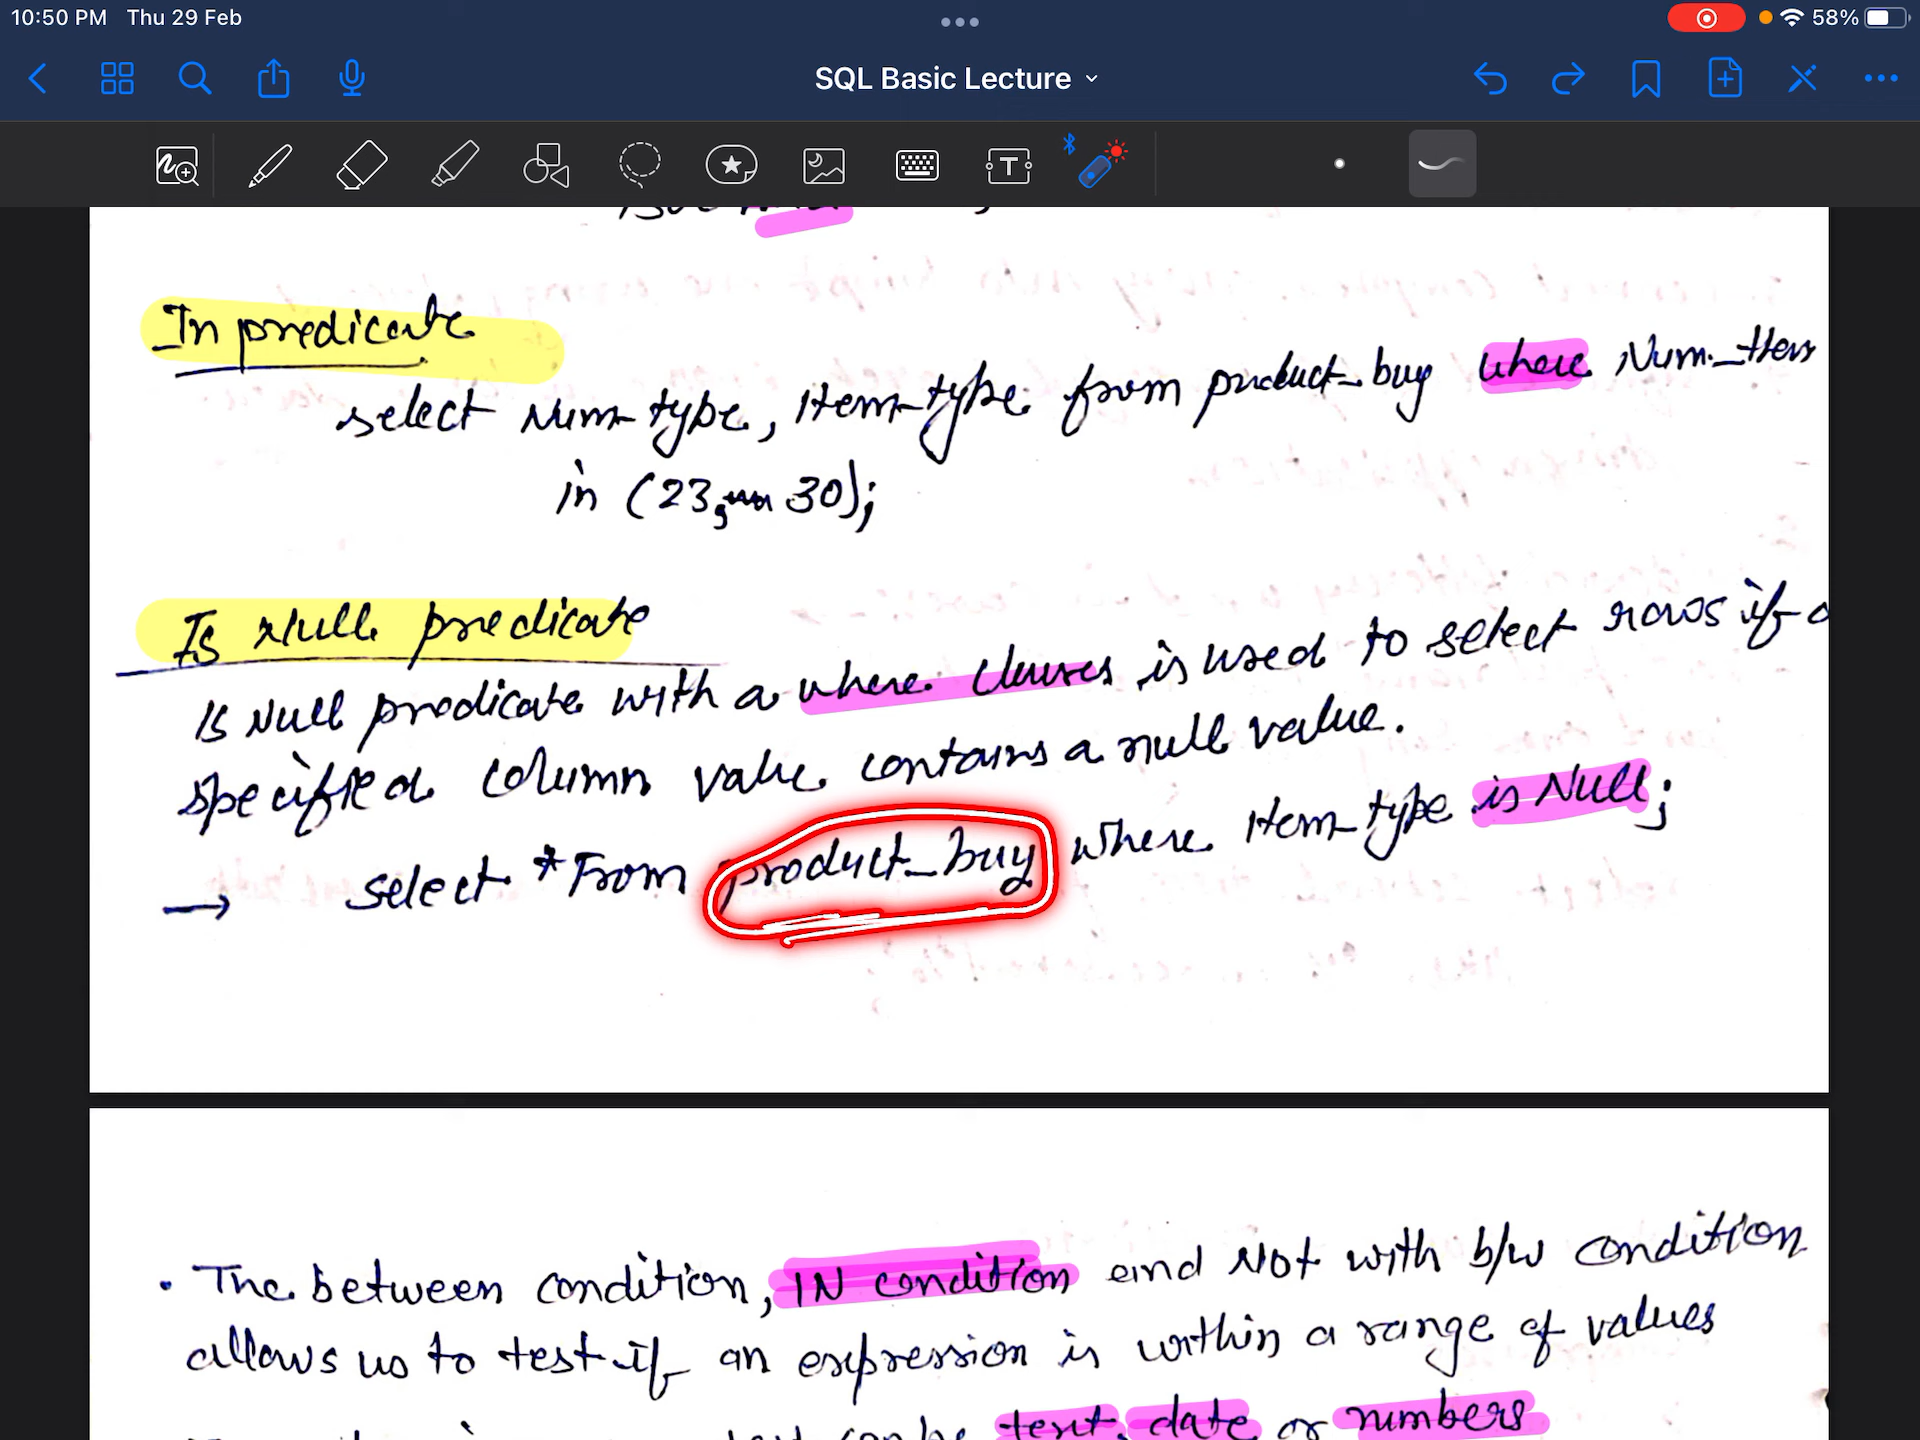 10:50 PM Thu 29 Feb
58%
SQL Basic Lecture
T
In predicate
select Num-type, Item-type from product-buy where Num-Item
in (23, 30);
Is Null predicate
Is Null predicate with a where clauses is used to select rows if a
specified column value contains a null value.
→ select * From product-buy where Item-type is Null;
• The between condition, IN condition and Not with b/w condition
allows us to test if an expression is within a range of values
text, date or numbers